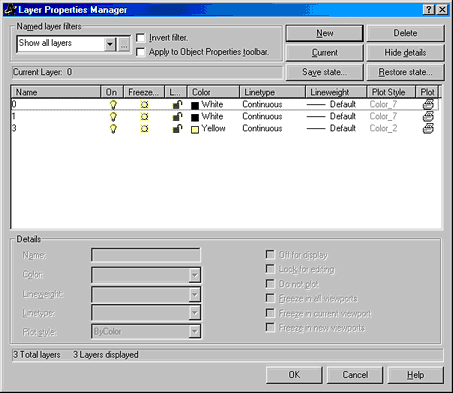 Layer Properties Manager
Named layer filters
Show all layers
...
Invert filter.
Apply to Object Properties toolbar.
New
Delete
Current
Hide details
Save state...
Restore state...
Current Layer: 0
Name On Freeze... L... Color Linetype Lineweight Plot Style Plot
0 White Continuous Default Color_7
1 White Continuous Default Color_7
3 Yellow Continuous Default Color_2
Details
Name:
Color:
Lineweight:
Linetype:
Plot style: ByColor
Off for display
Lock for editing
Do not plot
Freeze in all viewports
Freeze in current viewport
Freeze in new viewports
3 Total layers 3 Layers displayed
OK
Cancel
Help